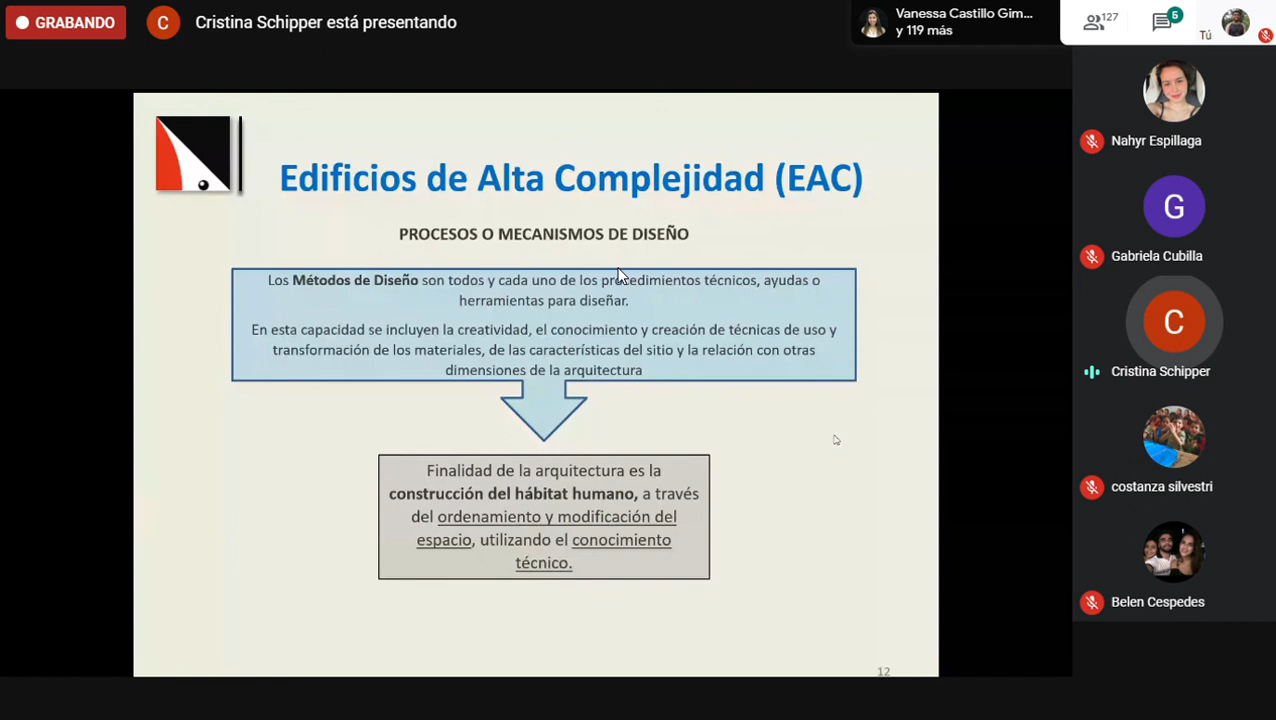 GRABANDO
C
Cristina Schipper está presentando
Vanessa Castillo Gim...
y 119 más
127
5
Tú
Edificios de Alta Complejidad (EAC)
PROCESOS O MECANISMOS DE DISEÑO
Los Métodos de Diseño son todos y cada uno de los procedimientos técnicos, ayudas o
herramientas para diseñar.
En esta capacidad se incluyen la creatividad, el conocimiento y creación de técnicas de uso y
transformación de los materiales, de las características del sitio y la relación con otras
dimensiones de la arquitectura
Finalidad de la arquitectura es la
construcción del hábitat humano, a través
del ordenamiento y modificación del
espacio, utilizando el conocimiento
técnico.
12
Nahyr Espillaga
G
Gabriela Cubilla
C
Cristina Schipper
costanza silvestri
Belen Cespedes